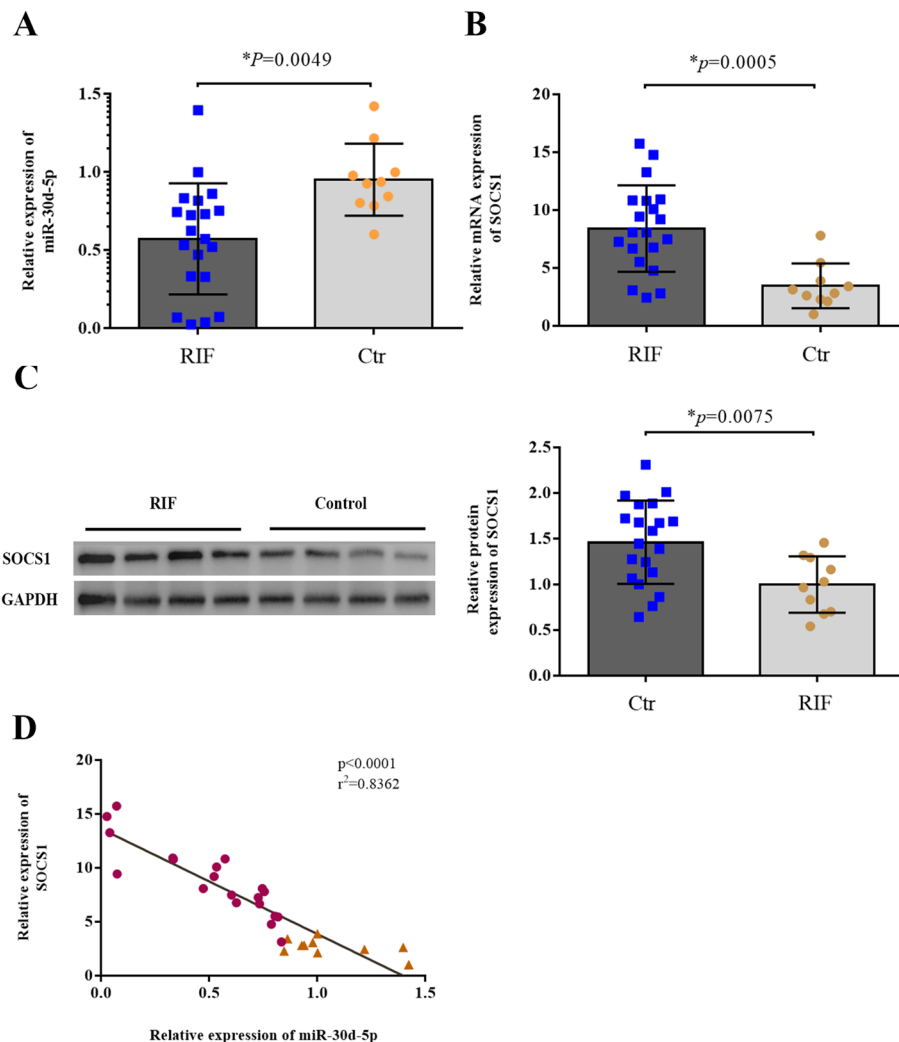 A
*P=0.0049
Relative expression of
miR-30d-5p
1.5
1.0
0.5
0.0
RIF
Ctr
B
*p=0.0005
Relative mRNA expression
of SOCS1
20
15
10
5
0
RIF
Ctr
C
RIF
Control
SOCS1
GAPDH
*p=0.0075
Reative protein
expression of SOCS1
2.5
2.0
1.5
1.0
0.5
0.0
Ctr
RIF
D
p<0.0001
r²=0.8362
Relative expression of
SOCS1
20
15
10
5
0
0.0
0.5
1.0
1.5
Relative expression of miR-30d-5p